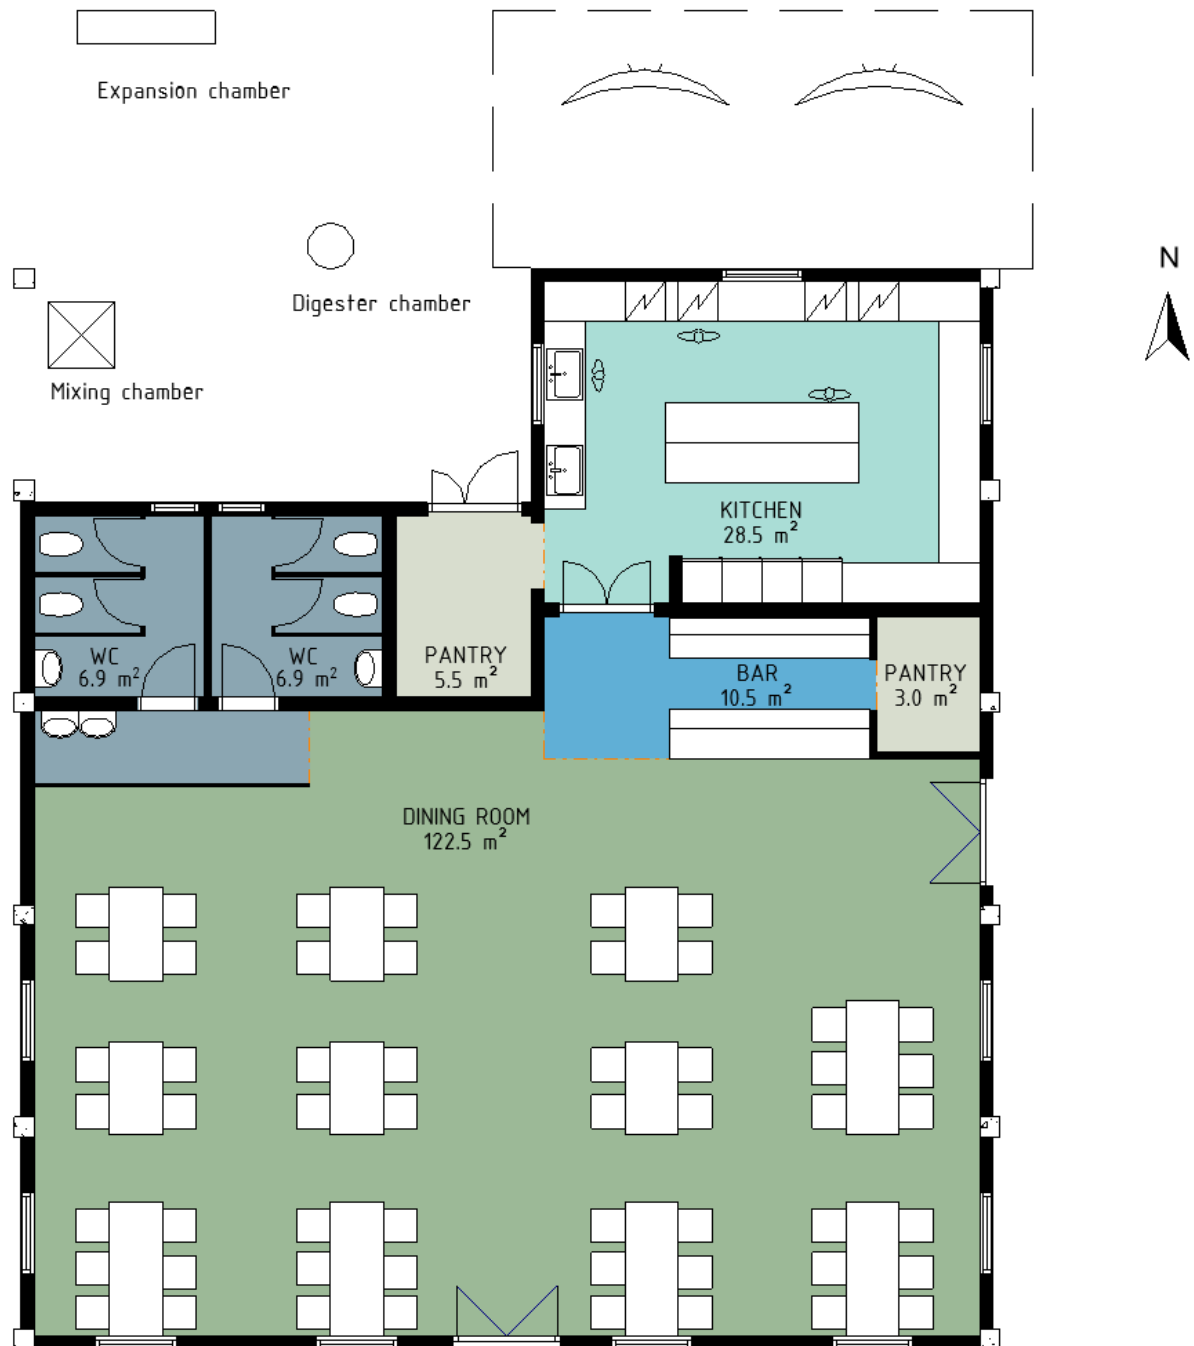 Expansion chamber
N
Digester chamber
Mixing chamber
KITCHEN
28.5 m²
WC
6.9 m²
WC
6.9 m²
PANTRY
5.5 m²
BAR
10.5 m²
PANTRY
3.0 m²
DINING ROOM
122.5 m²